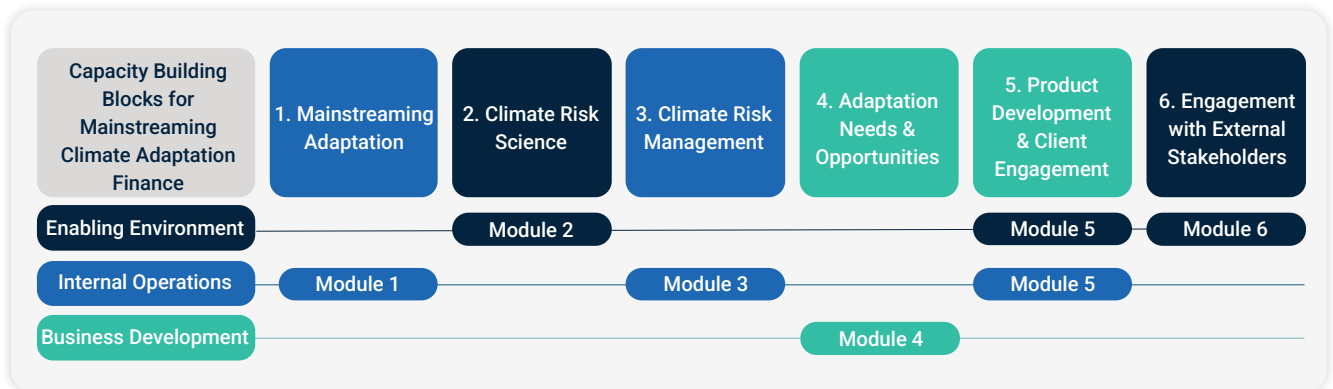 Capacity Building
Blocks for
Mainstreaming
Climate Adaptation
Finance
1. Mainstreaming
Adaptation
2. Climate Risk
Science
3. Climate Risk
Management
4. Adaptation
Needs &
Opportunities
5. Product
Development
& Client
Engagement
6. Engagement
with External
Stakeholders
Enabling Environment
Module 2
Module 5
Module 6
Internal Operations
Module 1
Module 3
Module 5
Business Development
Module 4